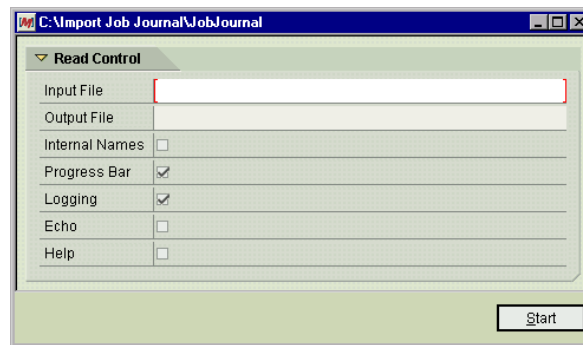 C:\Import Job Journal\JobJournal
Read Control
Input File
Output File
Internal Names
Progress Bar
Logging
Echo
Help
Start